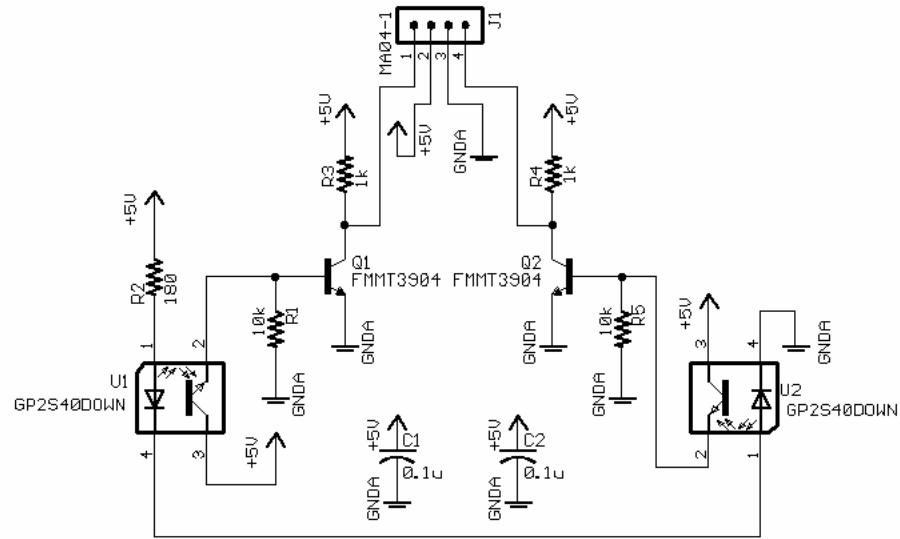 MA04-1
J1
1
2
3
4
+5V
+5V
+5V
GNDA
R3
1k
R4
1k
+5V
R2
180
Q1
FMMT3904
Q2
FMMT3904
10k
R1
10k
R5
GNDA
GNDA
+5V
GNDA
1
2
3
4
U1
GP2S40DOWN
GNDA
GNDA
U2
GP2S40DOWN
4
3
+5V
+5V
C1
0.1u
GNDA
+5V
C2
0.1u
GNDA
2
1